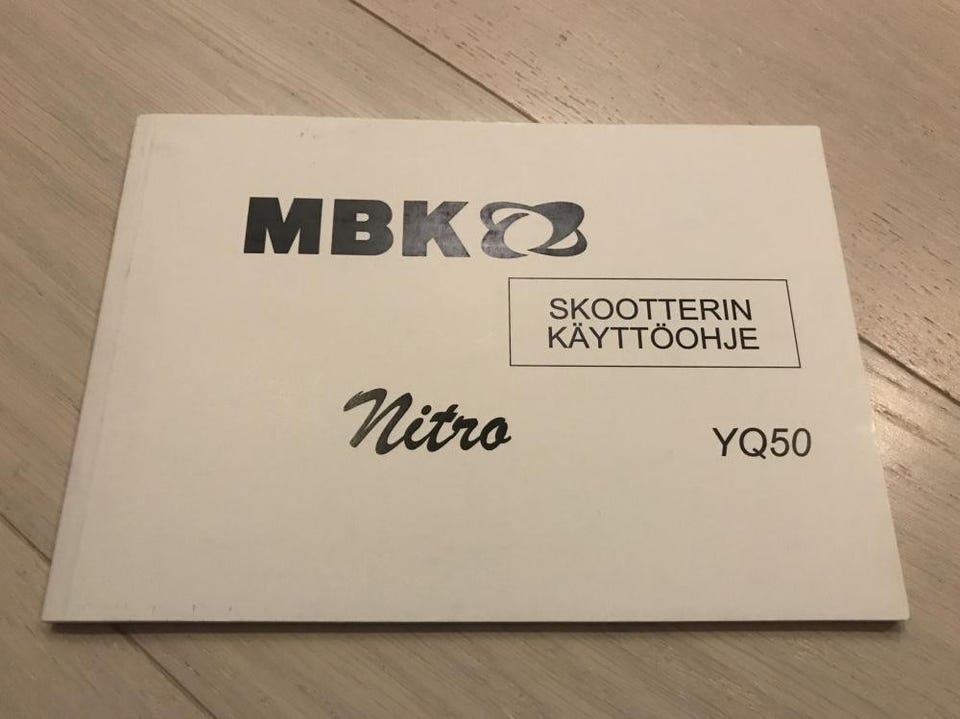 MBK
SKOOTTERIN
KÄYTTÖOHJE
Nitro
YQ50